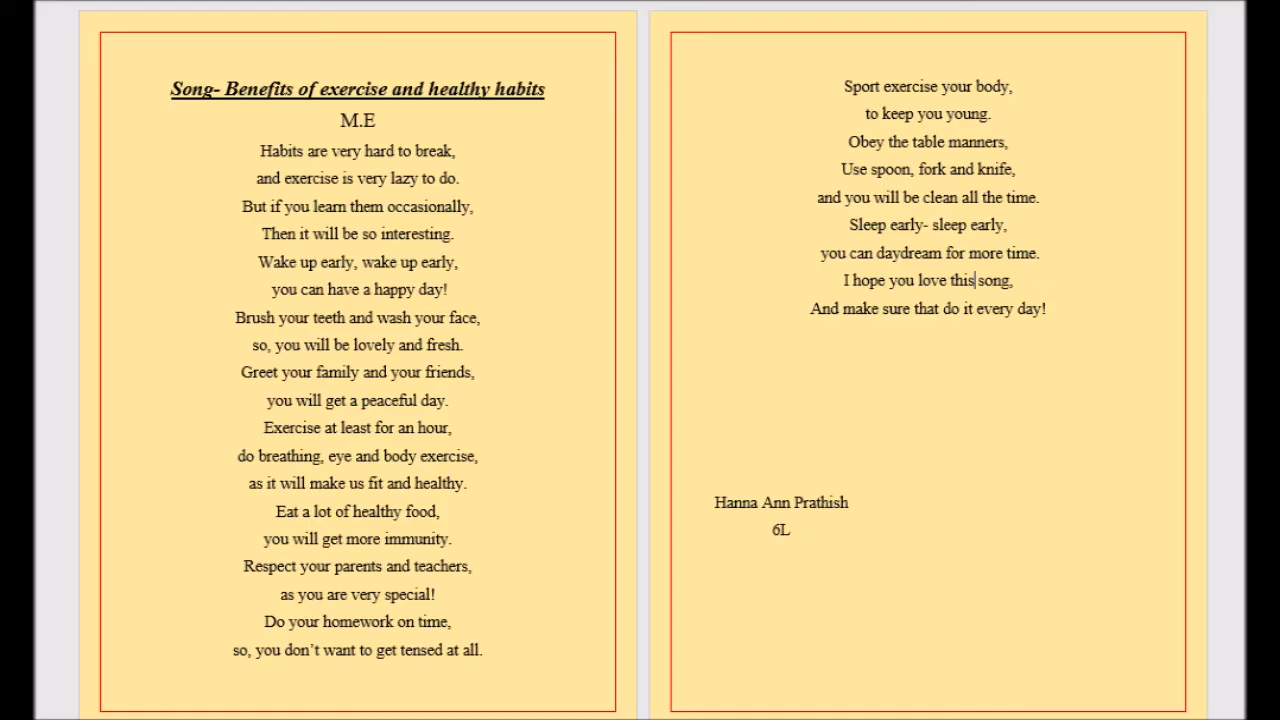 Song- Benefits of exercise and healthy habits
M.E
Habits are very hard to break,
and exercise is very lazy to do.
But if you learn them occasionally,
Then it will be so interesting.
Wake up early, wake up early,
you can have a happy day!
Brush your teeth and wash your face,
so, you will be lovely and fresh.
Greet your family and your friends,
you will get a peaceful day.
Exercise at least for an hour,
do breathing, eye and body exercise,
as it will make us fit and healthy.
Eat a lot of healthy food,
you will get more immunity.
Respect your parents and teachers,
as you are very special!
Do your homework on time,
so, you don’t want to get tensed at all.
Sport exercise your body,
to keep you young.
Obey the table manners,
Use spoon, fork and knife,
and you will be clean all the time.
Sleep early- sleep early,
you can daydream for more time.
I hope you love this song,
And make sure that do it every day!
Hanna Ann Prathish
6L